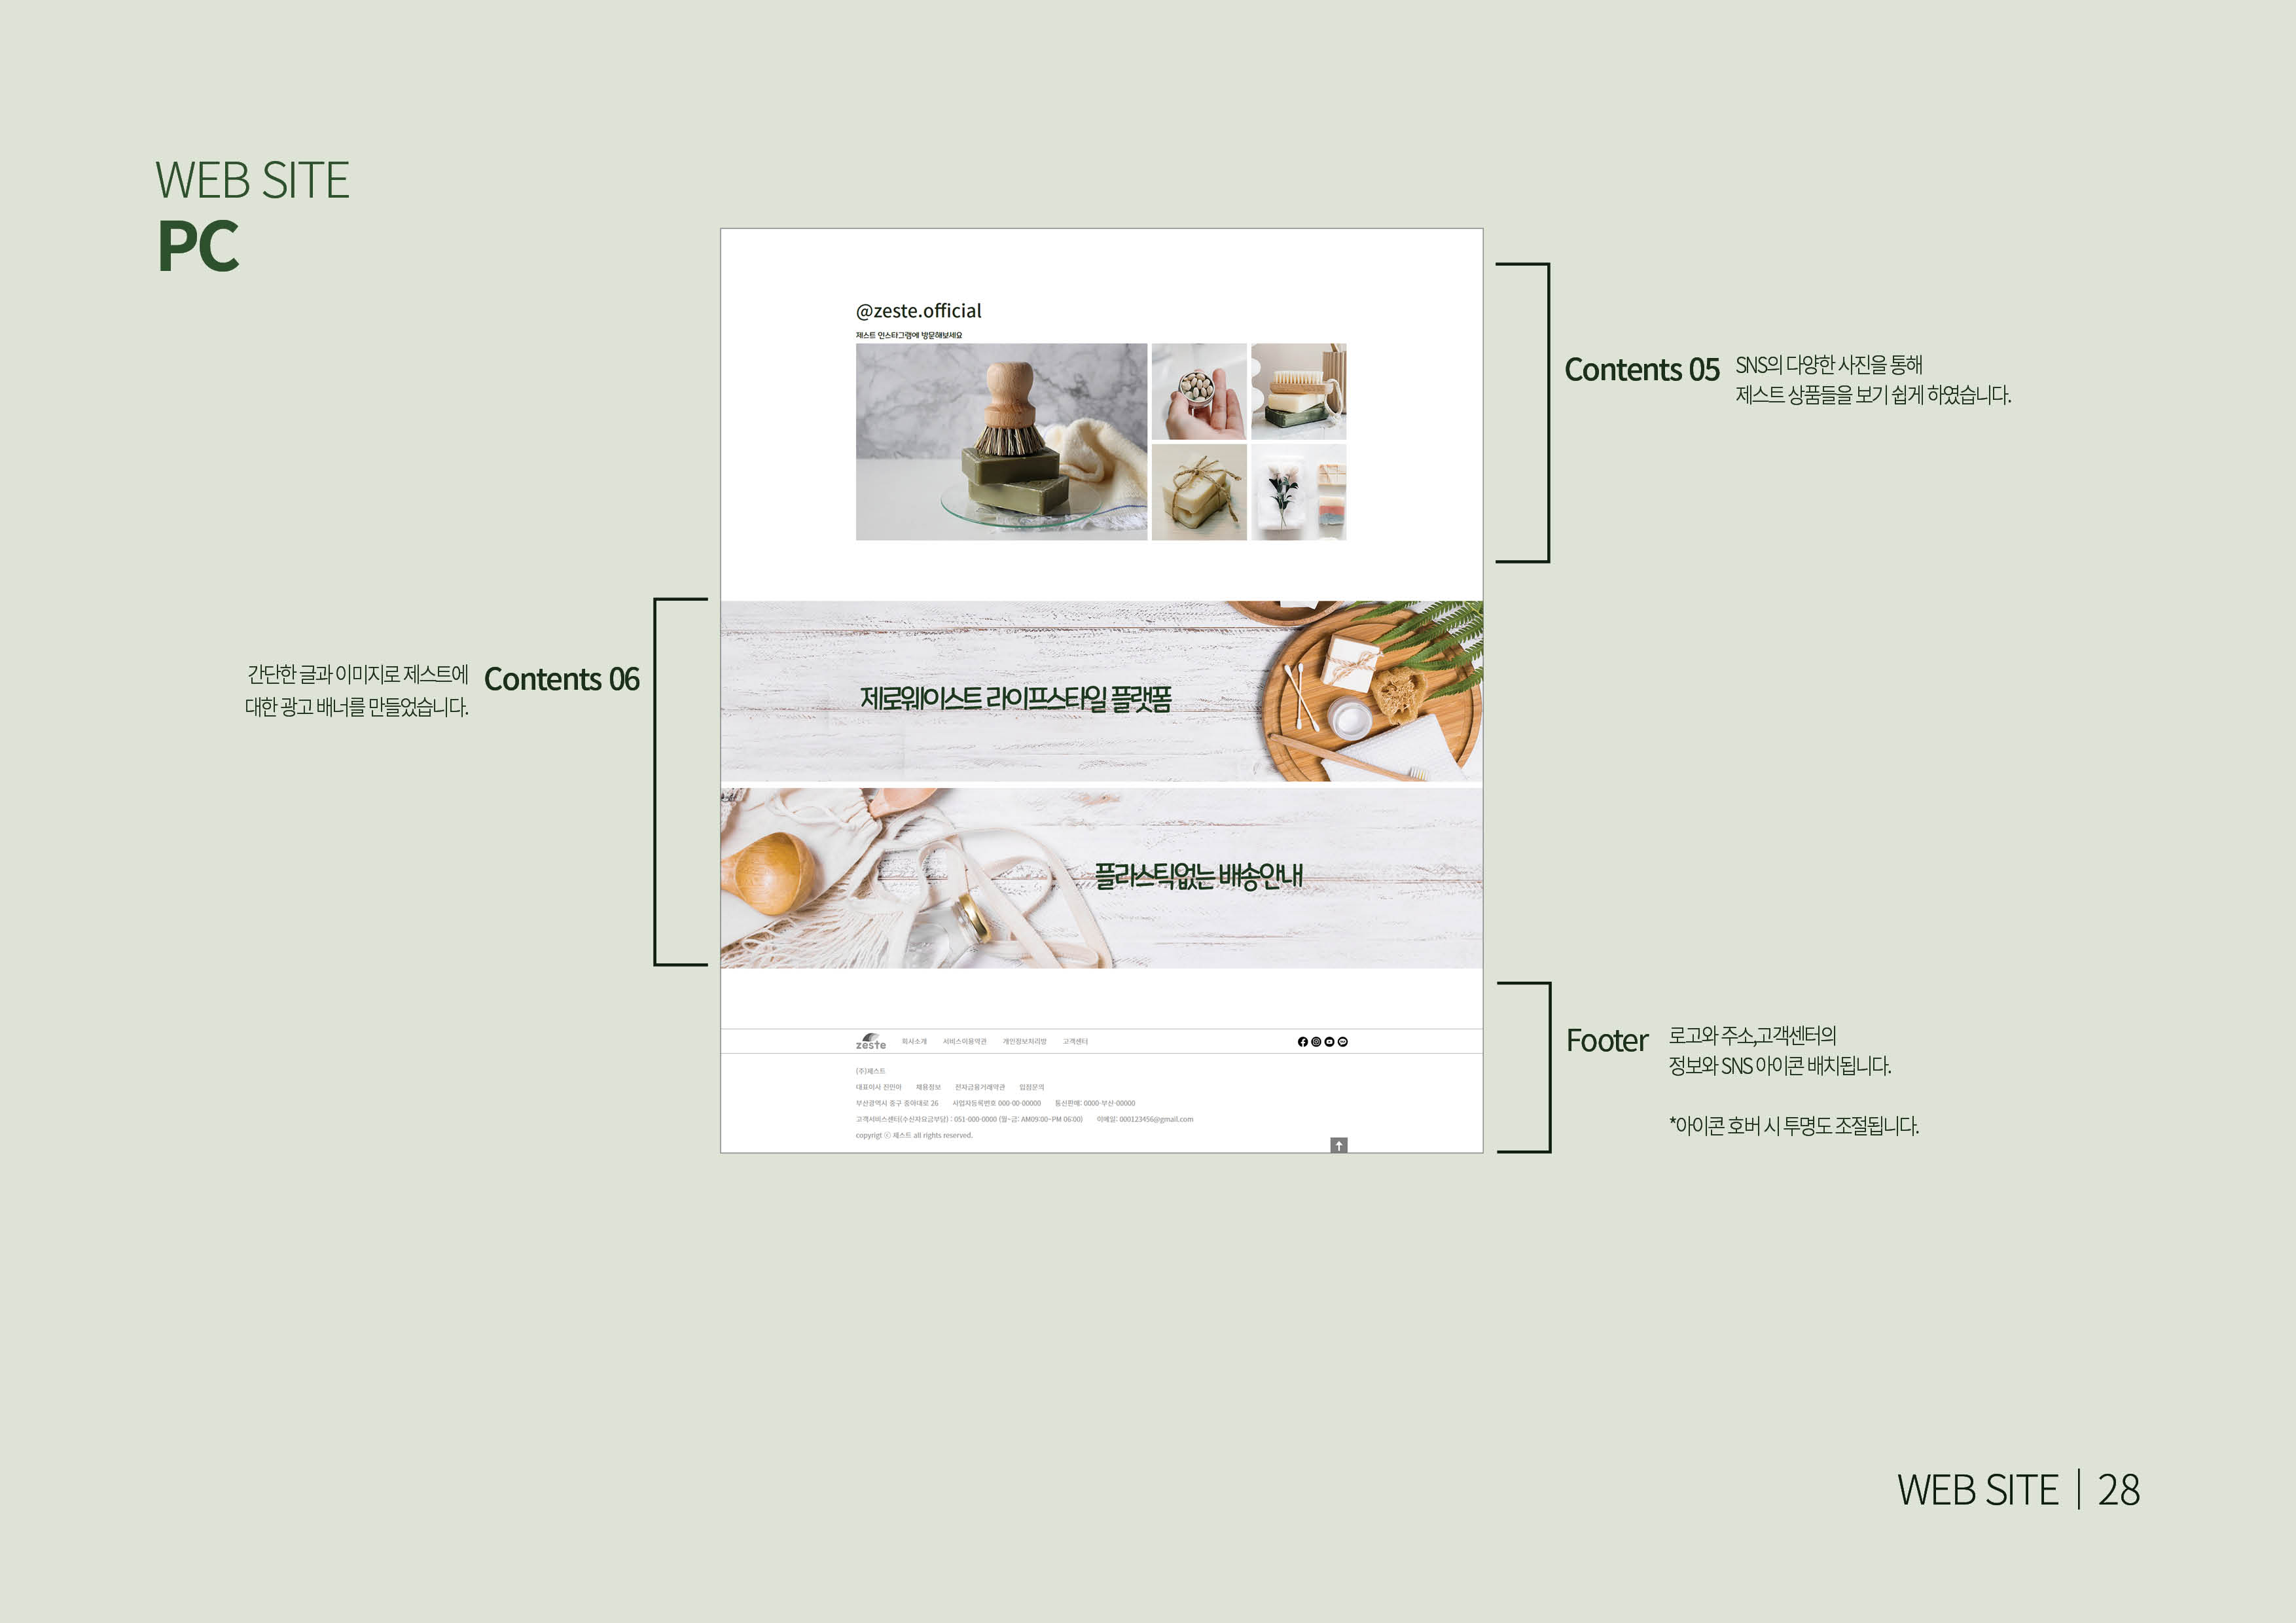 WEB SITE
PC
@zeste.official
제스트 인스타그램에 방문해보세요
Contents 05
SNS의 다양한 사진을 통해
제스트 상품들을 보기 쉽게 하였습니다.
간단한 글과 이미지로 제스트에
대한 광고 배너를 만들었습니다.
Contents 06
제로웨이스트 라이프스타일 플랫폼
플라스틱없는 배송안내
zeste 회사소개 서비스이용약관 개인정보처리방 고객센터
(주)제스트
대표이사 진민아 채용정보 전자금융거래약관 입점문의
부산광역시 중구 중아대로 26 사업자등록번호 000-00-00000 통신판매: 0000-부산-00000
고객서비스센터(수신자요금부담) : 051-000-0000 (월~금: AM09:00~PM 06:00) 이메일: 000123456@gmail.com
copyrigt ⓒ 제스트 all rights reserved.
Footer
로고와 주소,고객센터의
정보와 SNS 아이콘 배치됩니다.
*아이콘 호버 시 투명도 조절됩니다.
WEB SITE | 28